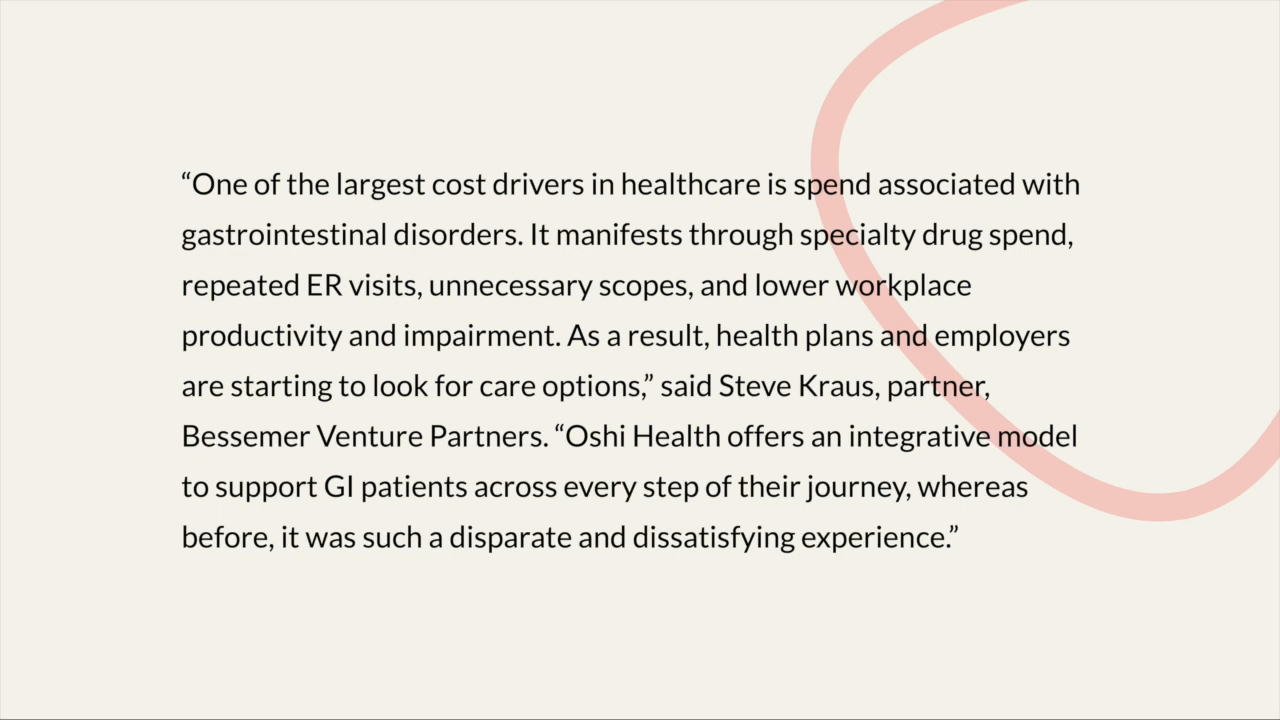 “One of the largest cost drivers in healthcare is spend associated with
gastrointestinal disorders. It manifests through specialty drug spend,
repeated ER visits, unnecessary scopes, and lower workplace
productivity and impairment. As a result, health plans and employers
are starting to look for care options,” said Steve Kraus, partner,
Bessemer Venture Partners. “Oshi Health offers an integrative model
to support GI patients across every step of their journey, whereas
before, it was such a disparate and dissatisfying experience.”